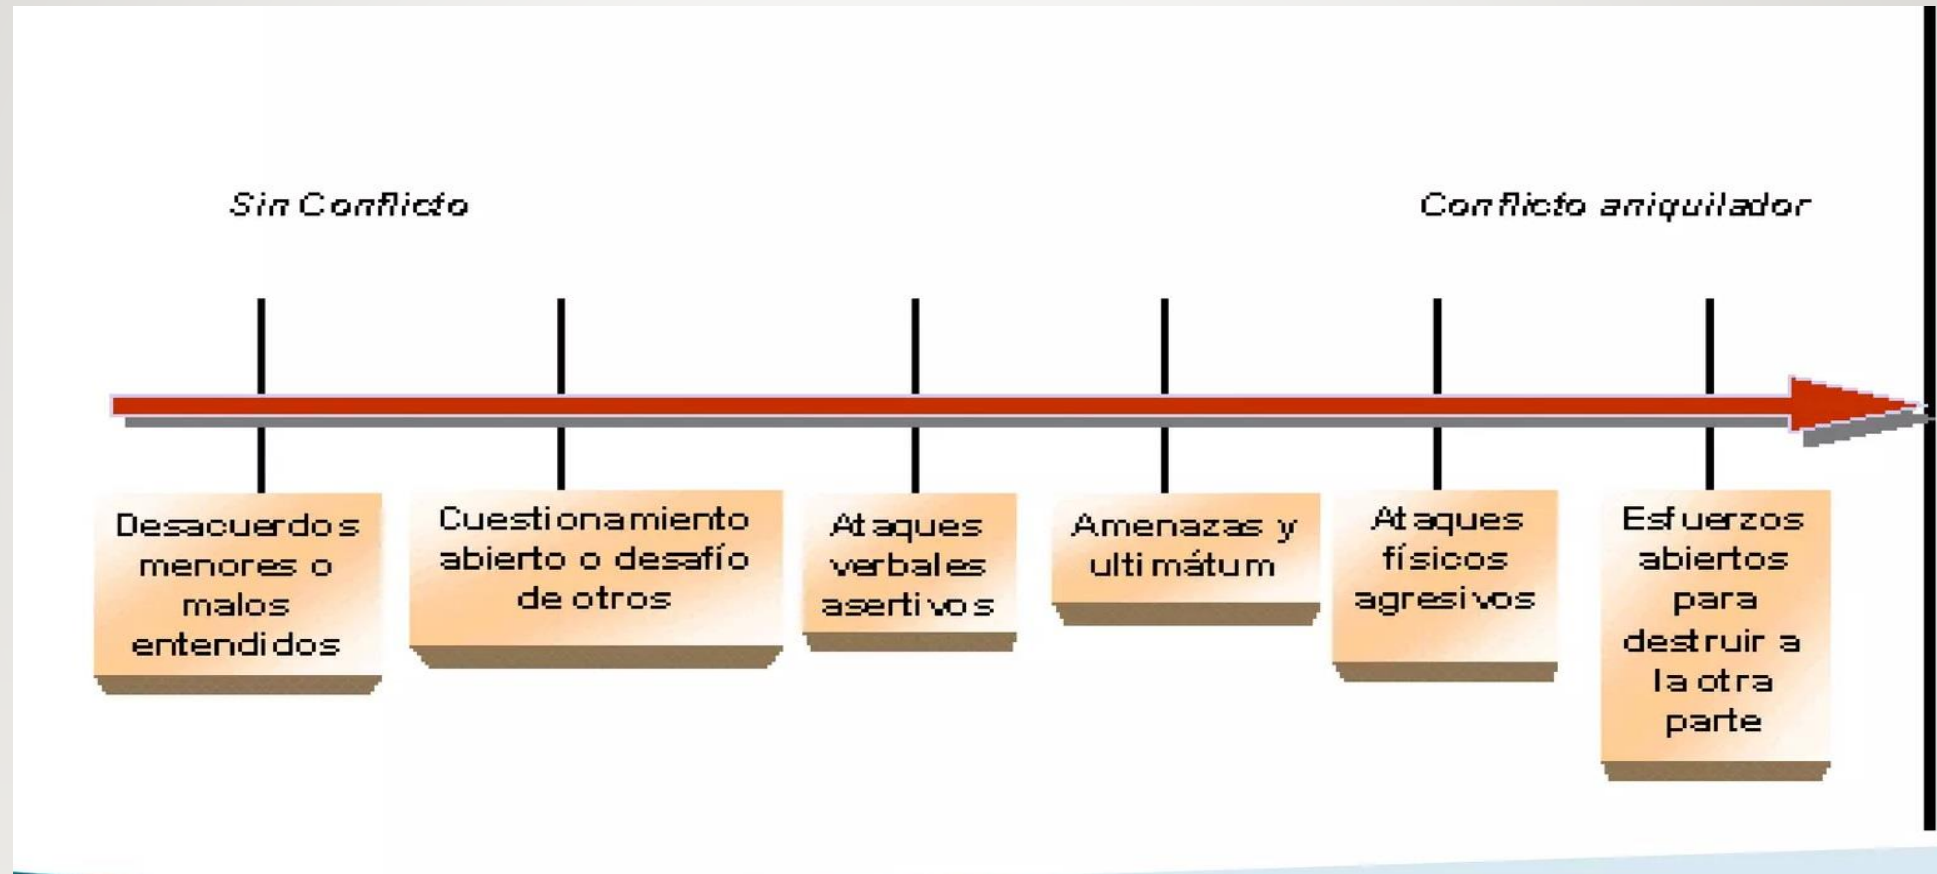 Sin Conflicto
Conflicto aniquilador
Desacuerdos
menores o
malos
entendidos
Cuestionamiento
abierto o desafío
de otros
Ataques
verbales
asertivos
Amenazas y
ultimátum
Ataques
físicos
agresivos
Esfuerzos
abiertos
para
destruir a
la otra
parte